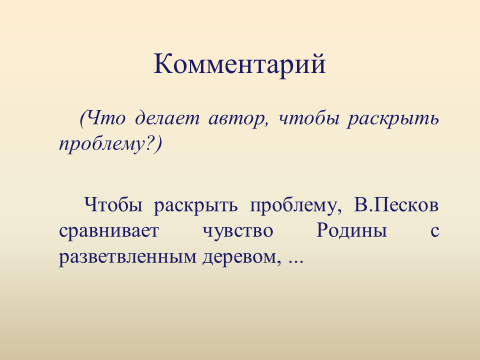 Комментарий
(Что делает автор, чтобы раскрыть
проблему?)
Чтобы раскрыть проблему, В.Песков
сравнивает чувство Родины с
разветвленным деревом, ...